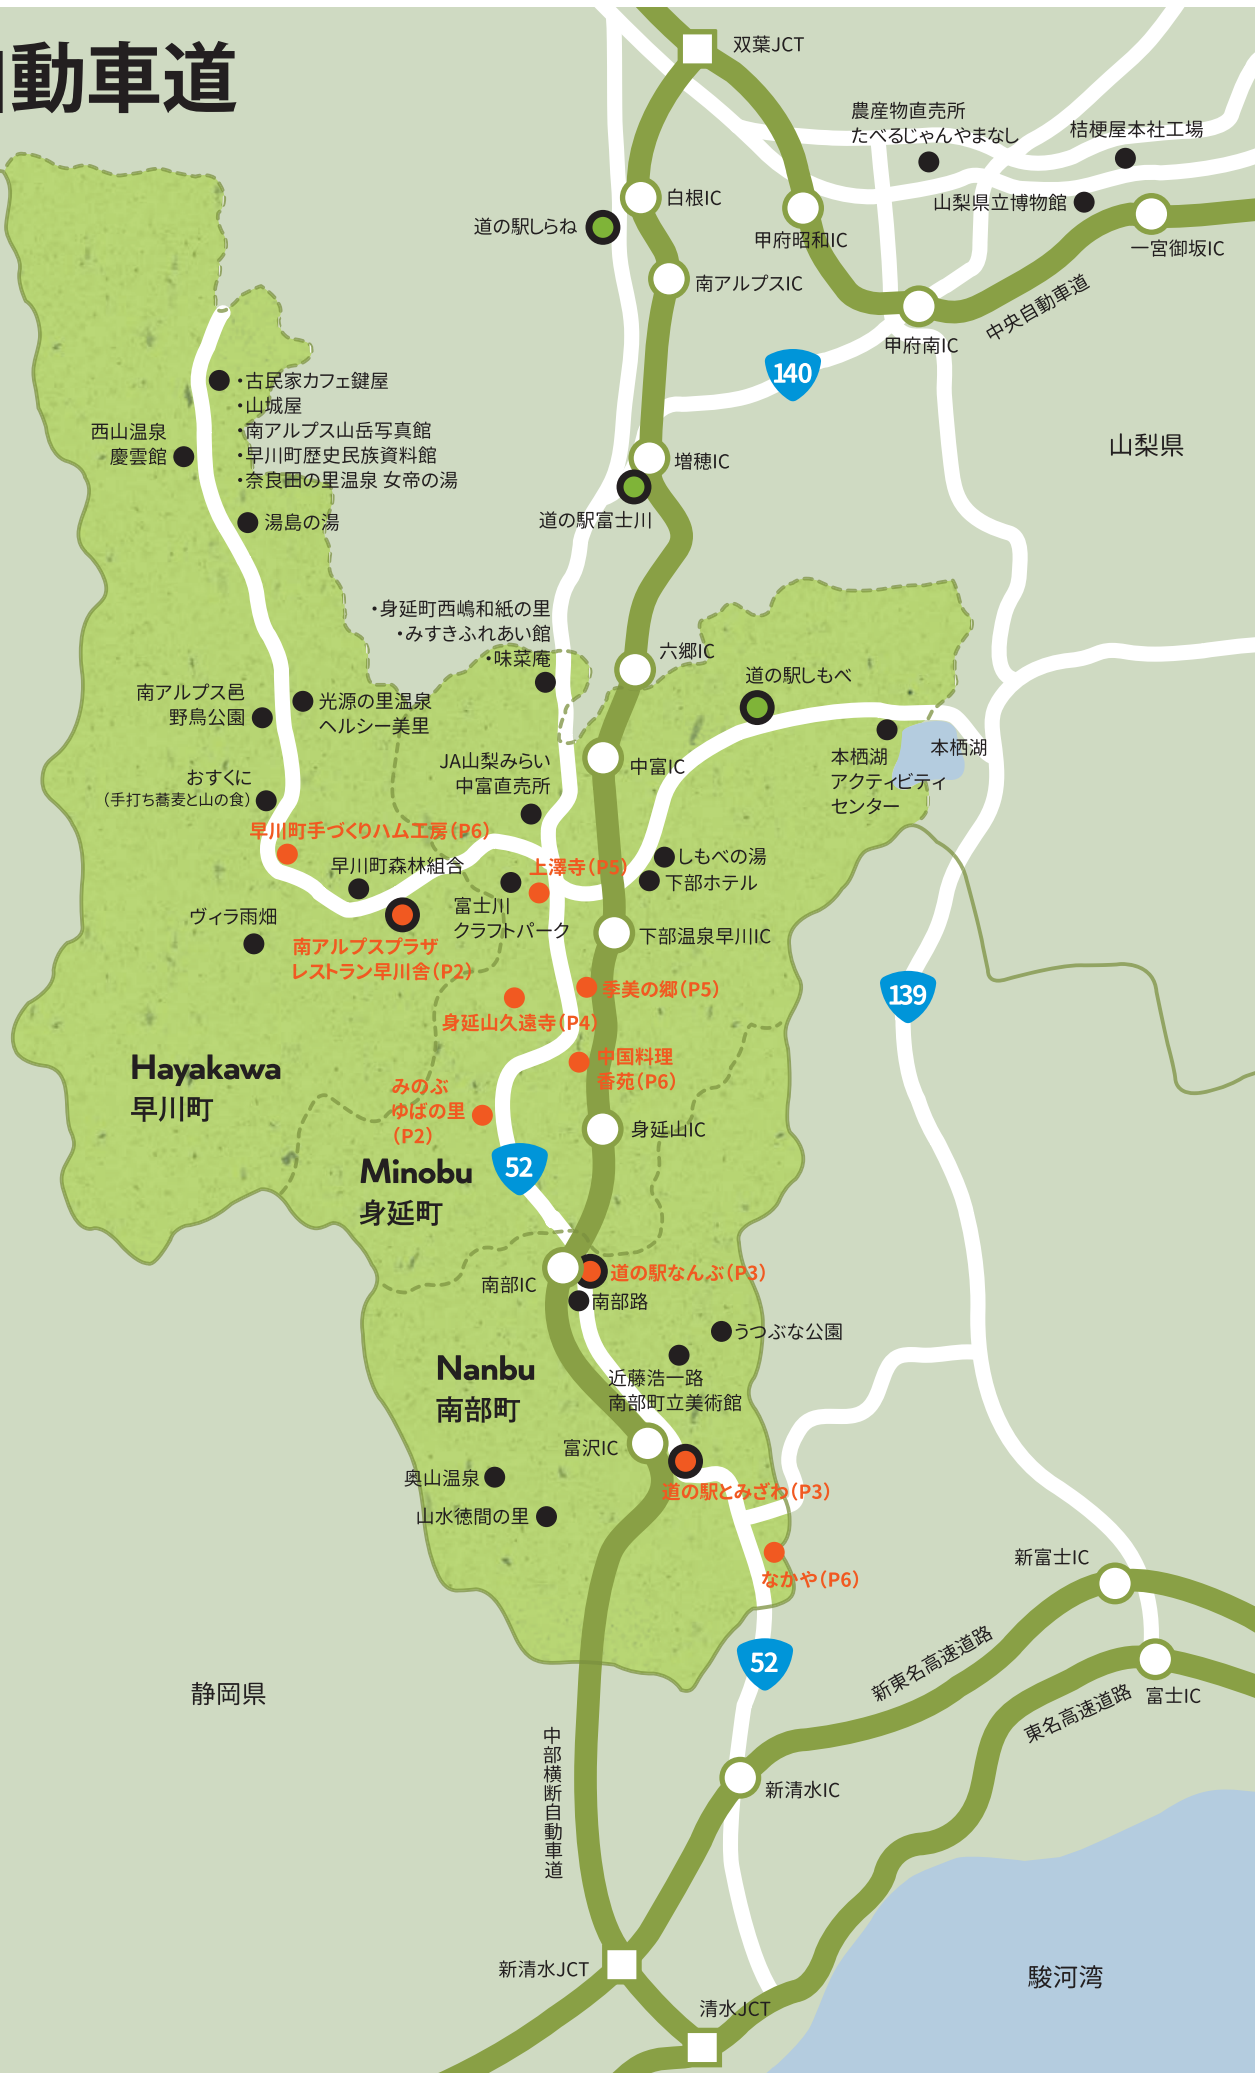 動車道
双葉JCT
農産物直売所
たべるじゃんやまなし
桔梗屋本社工場
白根IC
道の駅しらね
甲府昭和IC
山梨県立博物館
一宮御坂IC
南アルプスIC
中央自動車道
甲府南IC
140
・古民家カフェ鍵屋
・山城屋
・南アルプス山岳写真館
・早川町歴史民族資料館
・奈良田の里温泉 女帝の湯
西山温泉
慶雲館
湯島の湯
山梨県
増穂IC
道の駅富士川
・身延町西嶋和紙の里
・みすきふれあい館
・味菜庵
六郷IC
道の駅しもべ
南アルプス邑
野鳥公園
光源の里温泉
ヘルシー美里
JA山梨みらい
中富直売所
中富IC
本栖湖
本栖湖
アクティビティ
センター
おすくに
(手打ち蕎麦と山の食)
早川町手づくりハム工房(P6)
早川町森林組合
上澤寺(P5)
しもべの湯
下部ホテル
富士川
クラフトパーク
ヴィラ雨畑
南アルプスプラザ
レストラン早川舎(P2)
下部温泉早川IC
季美の郷(P5)
身延山久遠寺(P4)
139
中国料理
香苑(P6)
Hayakawa
早川町
みのぶ
ゆばの里
(P2)
身延山IC
52
Minobu
身延町
南部IC
道の駅なんぶ(P3)
南部路
うつぶな公園
近藤浩一路
南部町立美術館
Nanbu
南部町
富沢IC
道の駅とみざわ(P3)
奥山温泉
山水徳間の里
なかや(P6)
新富士IC
52
新東名高速道路
富士IC
東名高速道路
静岡県
中部横断自動車道
新清水IC
新清水JCT
清水JCT
駿河湾